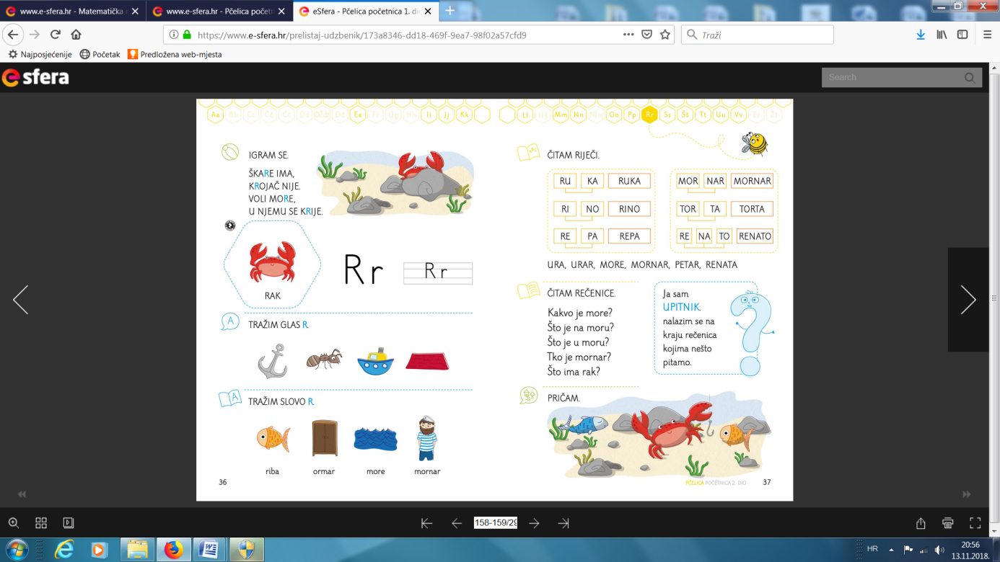 www.e-sfera.hr - Matematička
www.e-sfera.hr - Pčelica početn
eSfera - Pčelica početnica 1. dio
https://www.e-sfera.hr/prelistaj-udzbenik/173a8346-dd18-469f-9ea7-98f02a57cfd9
Traži
Najposjećenije
Početak
Predložena web-mjesta
esfera
Search
Aa Bb Cc Čč Ćć Dd Đđ Ee Ff Gg Hh Ii Jj Kk
Ll Lj Mm Nn Nj Oo Pp Rr Ss Šš Tt Uu Vv Zz Žž
IGRAM SE.
ŠKARE IMA,
KROJAČ NIJE.
VOLI MORE,
U NJEMU SE KRIJE.
RAK
R r
R r
A
TRAŽIM GLAS R.
A
TRAŽIM SLOVO R.
riba
ormar
more
mornar
36
ČITAM RIJEČI.
RU KA RUKA
RI NO RINO
RE PA REPA
MOR NAR MORNAR
TOR TA TORTA
RE NA TO RENATO
URA, URAR, MORE, MORNAR, PETAR, RENATA
ČITAM REČENICE.
Kakvo je more?
Što je na moru?
Što je u moru?
Tko je mornar?
Što ima rak?
Ja sam
UPITNIK.
nalazim se na
kraju rečenica
kojima nešto
pitamo.
PRIČAM.
PČELICA POČETNICA 2. DIO
37
158-159/29
HR
20:56
13.11.2018.